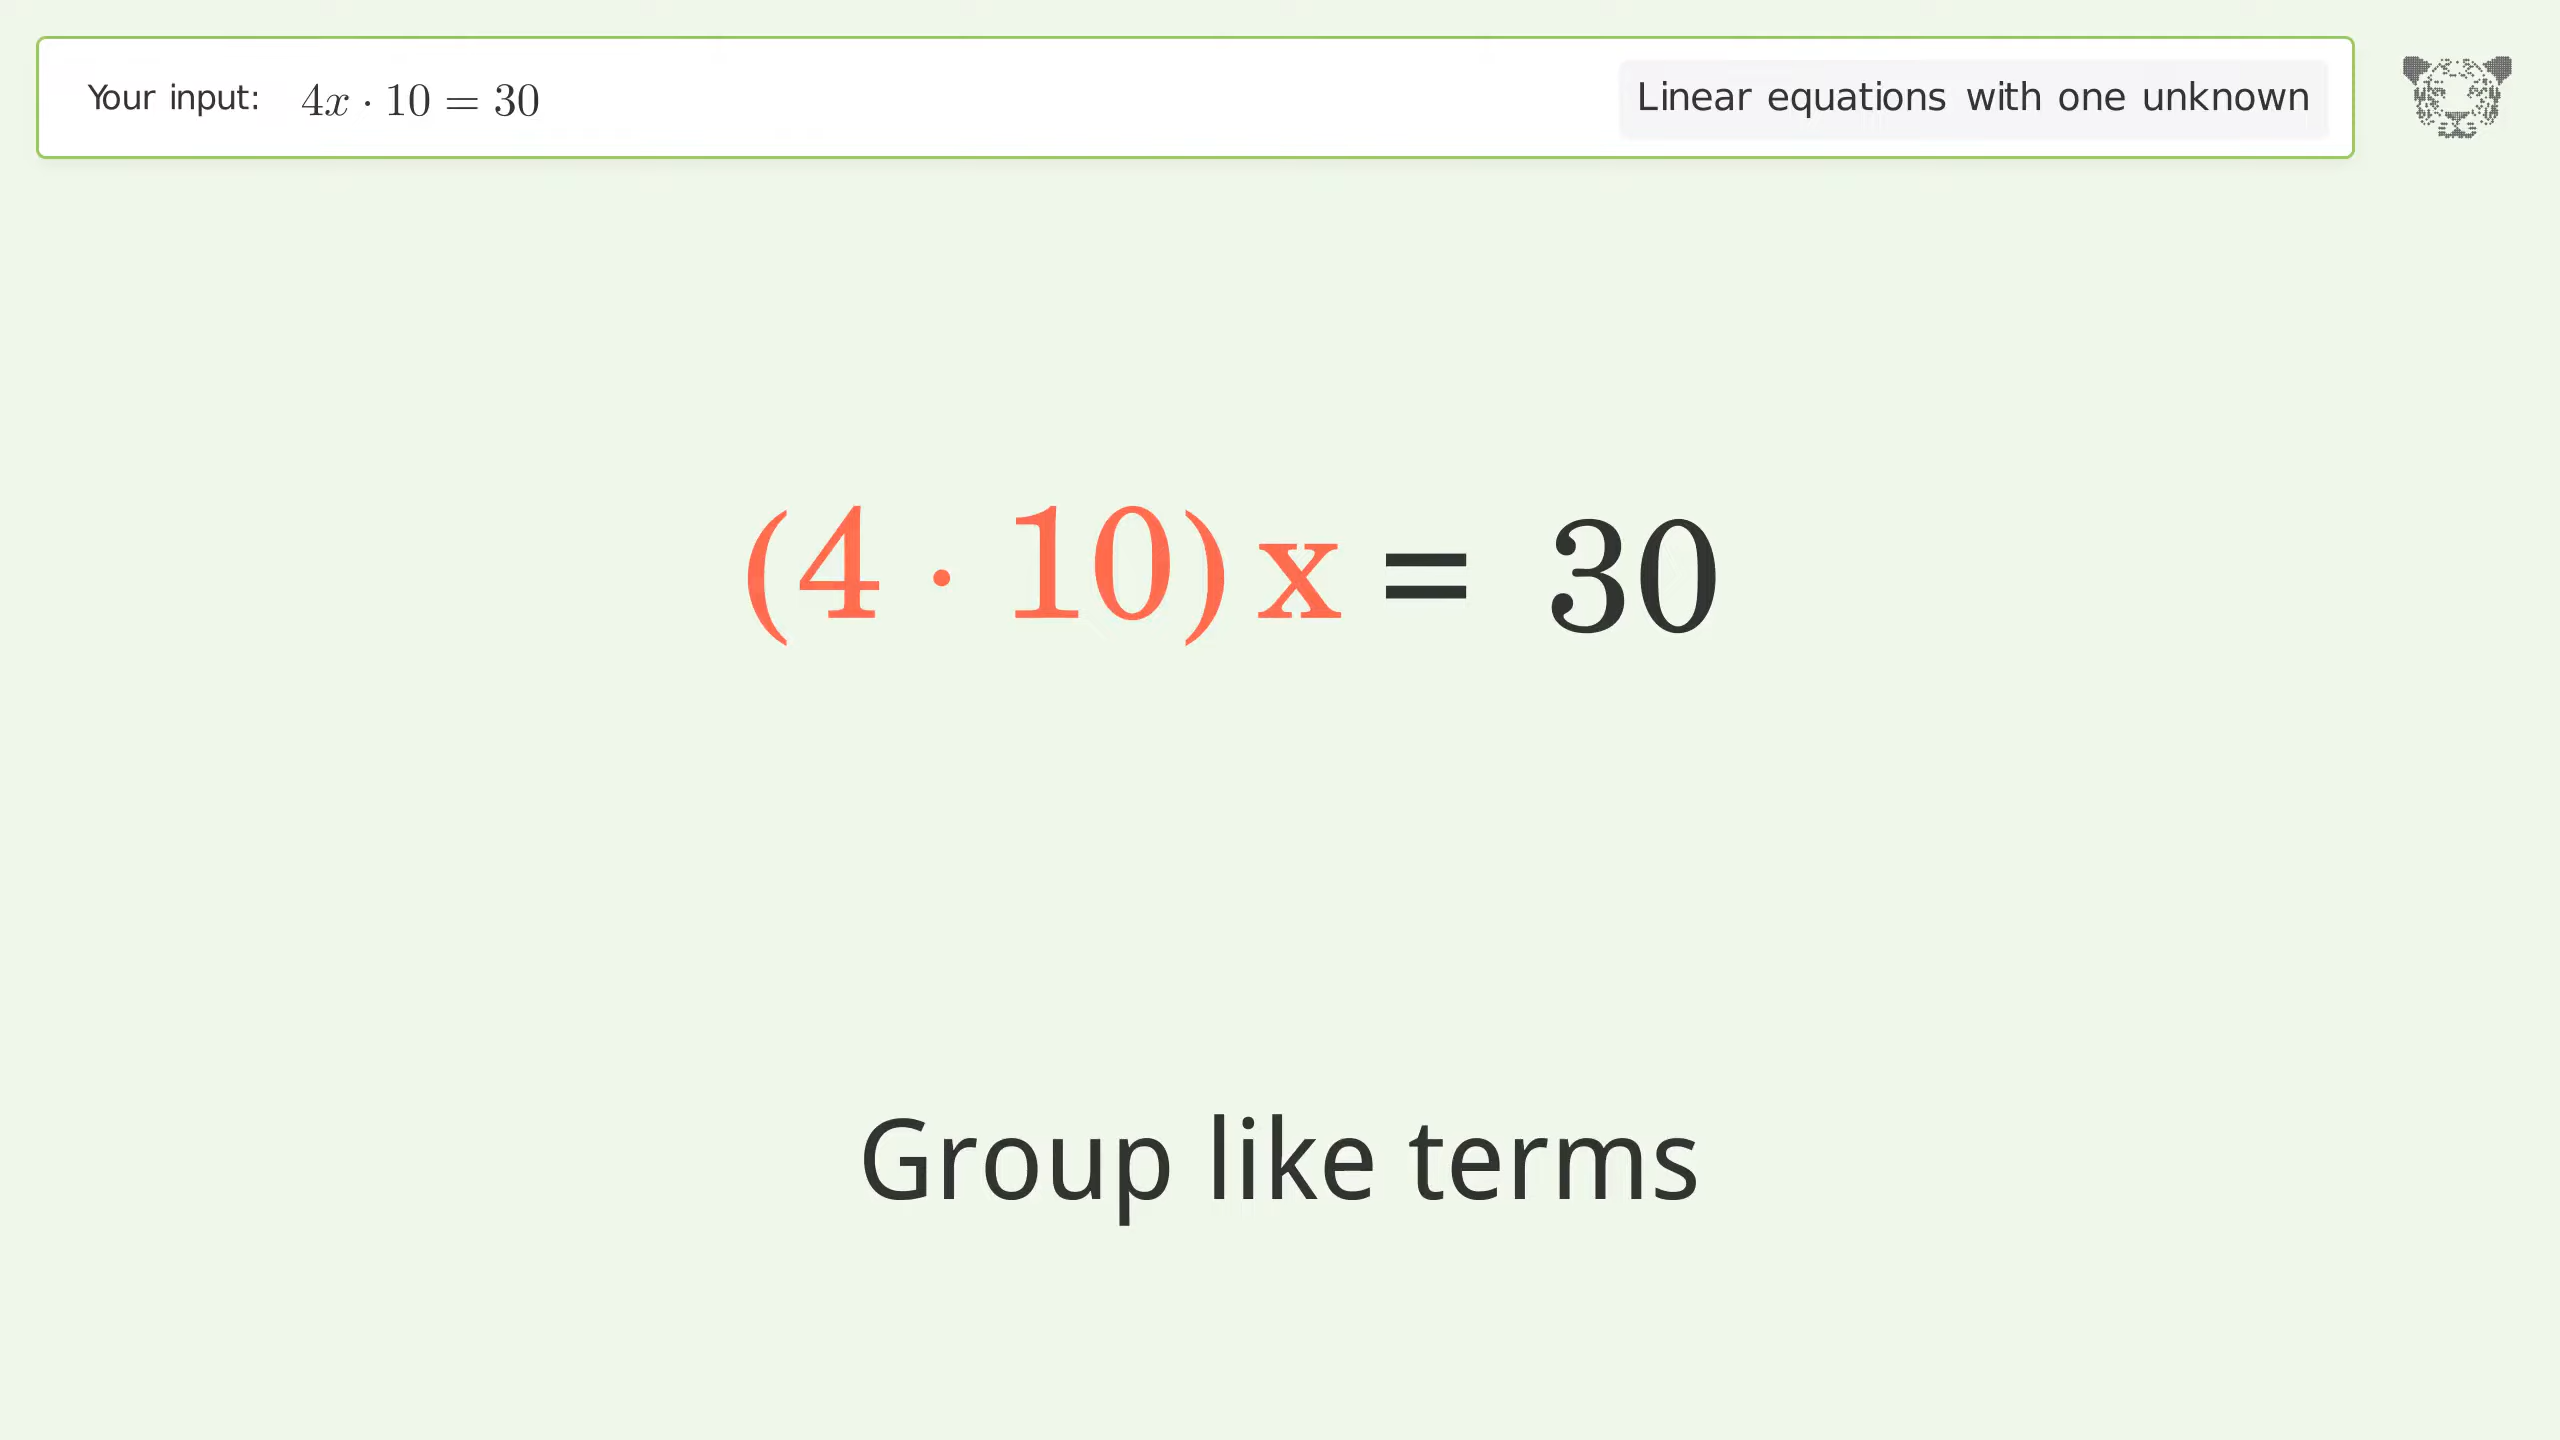 Your input: 4x · 10 = 30
Linear equations with one unknown
(4 · 10) x = 30
Group like terms